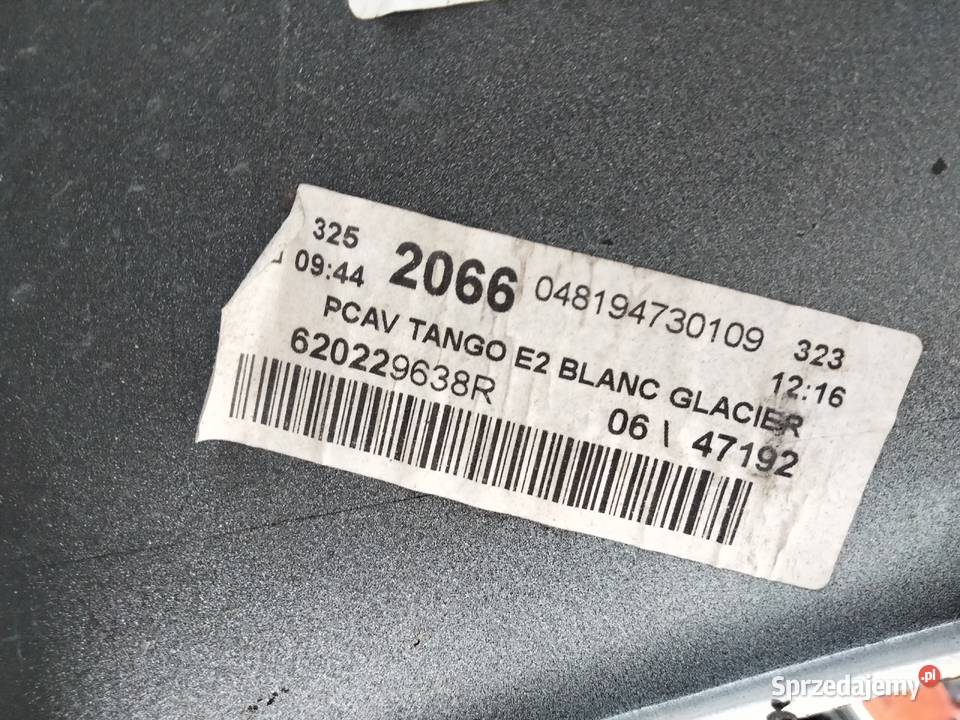 325 2066 048194730109 323
09:44 12:16
PCAV TANGO E2 BLANC GLACIER
620229638R 06 \ 47192
Sprzedajemy.pl